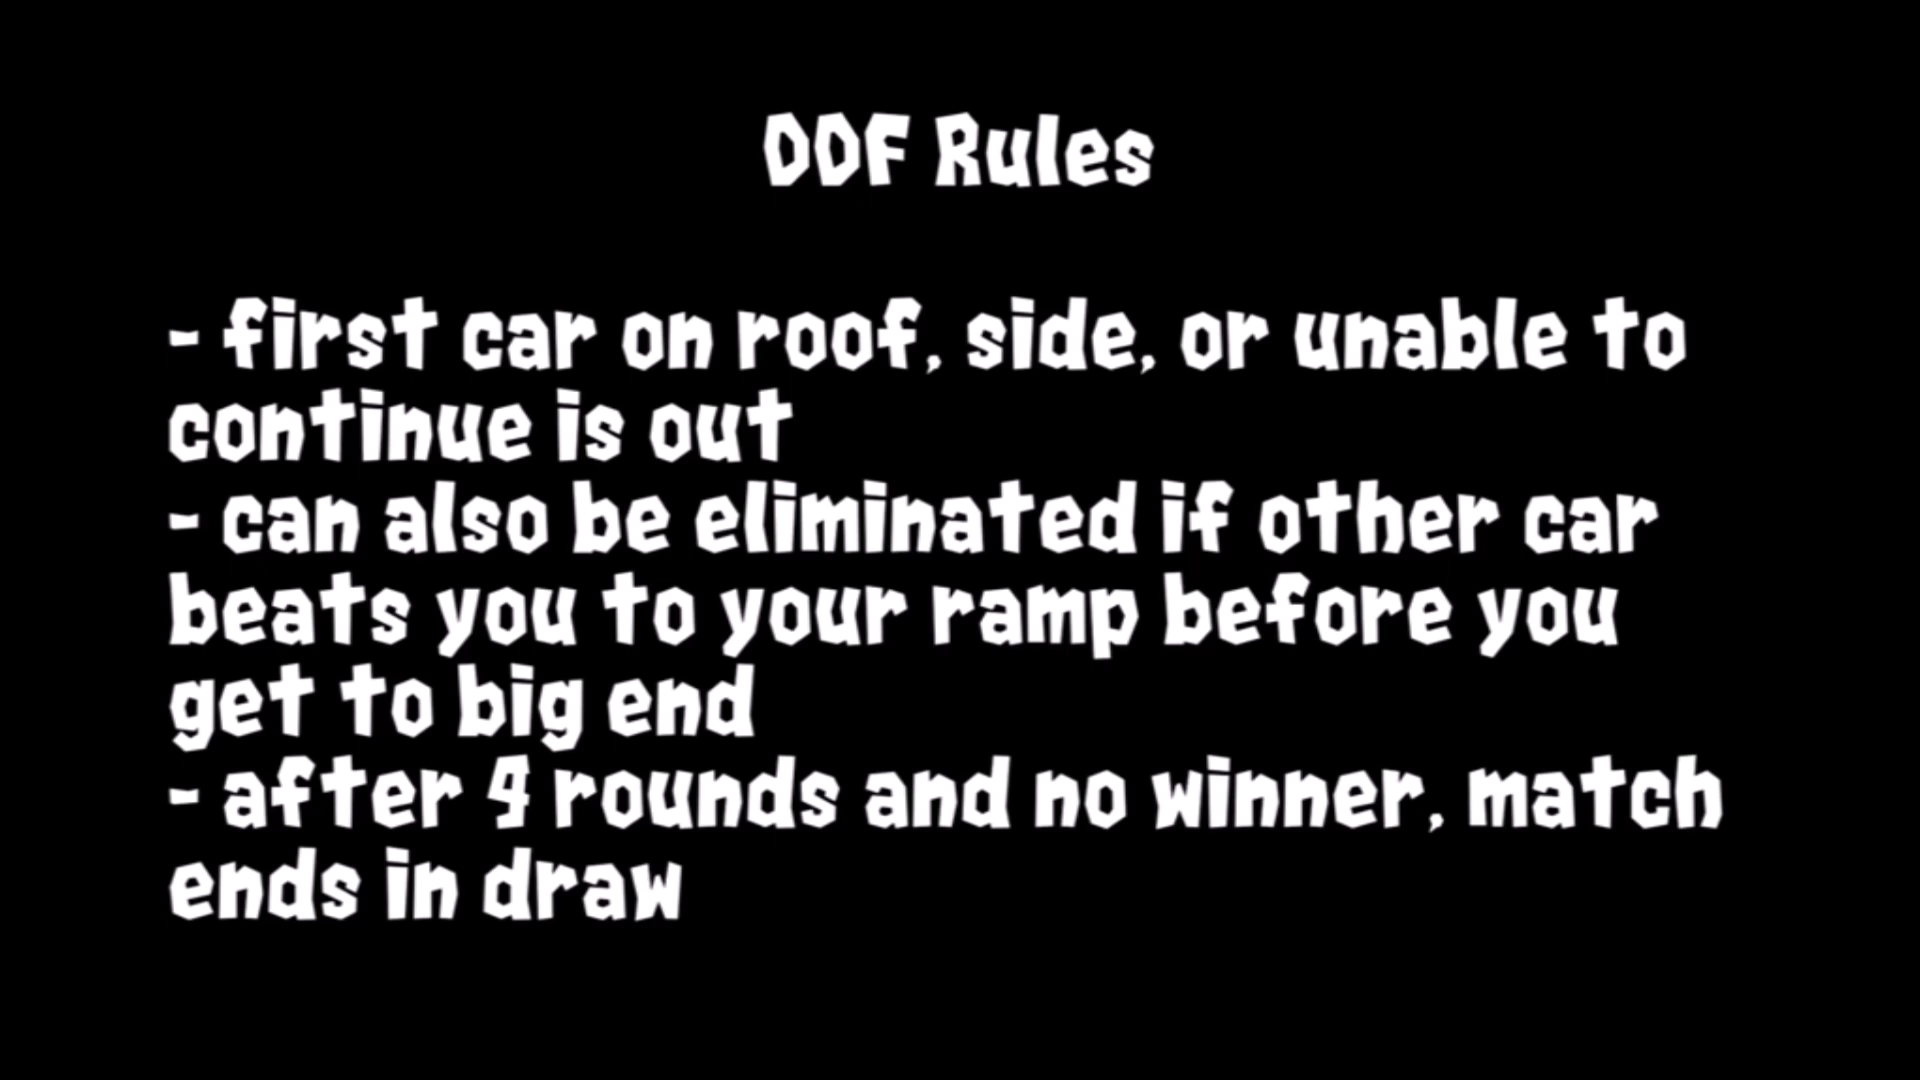 DDF Rules
- first car on roof, side, or unable to
continue is out
- can also be eliminated if other car
beats you to your ramp before you
get to big end
- after 4 rounds and no winner, match
ends in draw